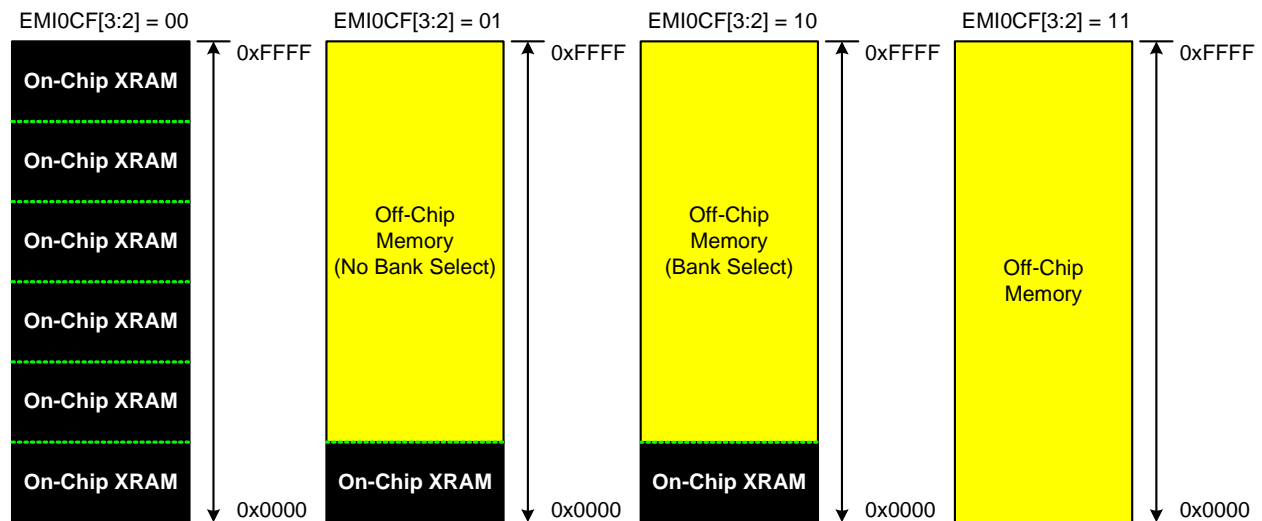 EMI0CF[3:2] = 00
EMI0CF[3:2] = 01
EMI0CF[3:2] = 10
EMI0CF[3:2] = 11
On-Chip XRAM
On-Chip XRAM
On-Chip XRAM
On-Chip XRAM
On-Chip XRAM
On-Chip XRAM
0xFFFF
0x0000
Off-Chip
Memory
(No Bank Select)
On-Chip XRAM
0xFFFF
0x0000
Off-Chip
Memory
(Bank Select)
On-Chip XRAM
0xFFFF
0x0000
Off-Chip
Memory
0xFFFF
0x0000